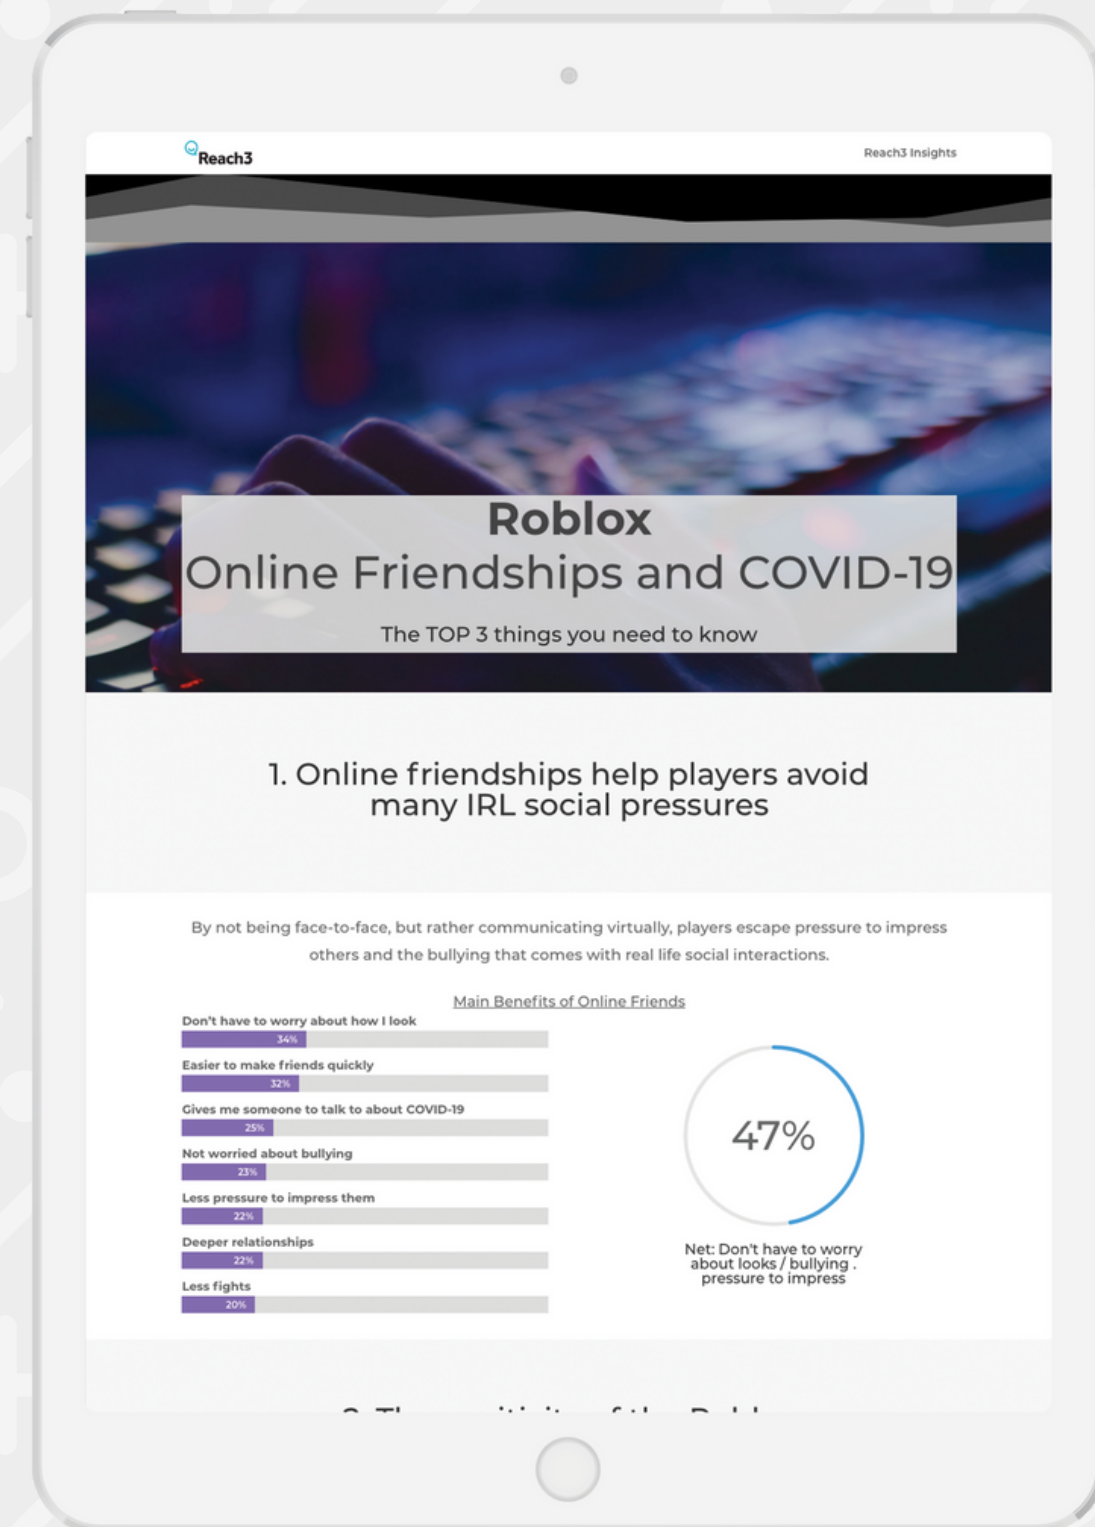 Reach3
Reach3 Insights
Roblox
Online Friendships and COVID-19
The TOP 3 things you need to know
1. Online friendships help players avoid
many IRL social pressures
By not being face-to-face, but rather communicating virtually, players escape pressure to impress
others and the bullying that comes with real life social interactions.
Main Benefits of Online Friends
Don't have to worry about how I look
34%
Easier to make friends quickly
32%
Gives me someone to talk to about COVID-19
25%
Not worried about bullying
23%
Less pressure to impress them
22%
Deeper relationships
22%
Less fights
20%
47%
Net: Don't have to worry
about looks / bullying .
pressure to impress